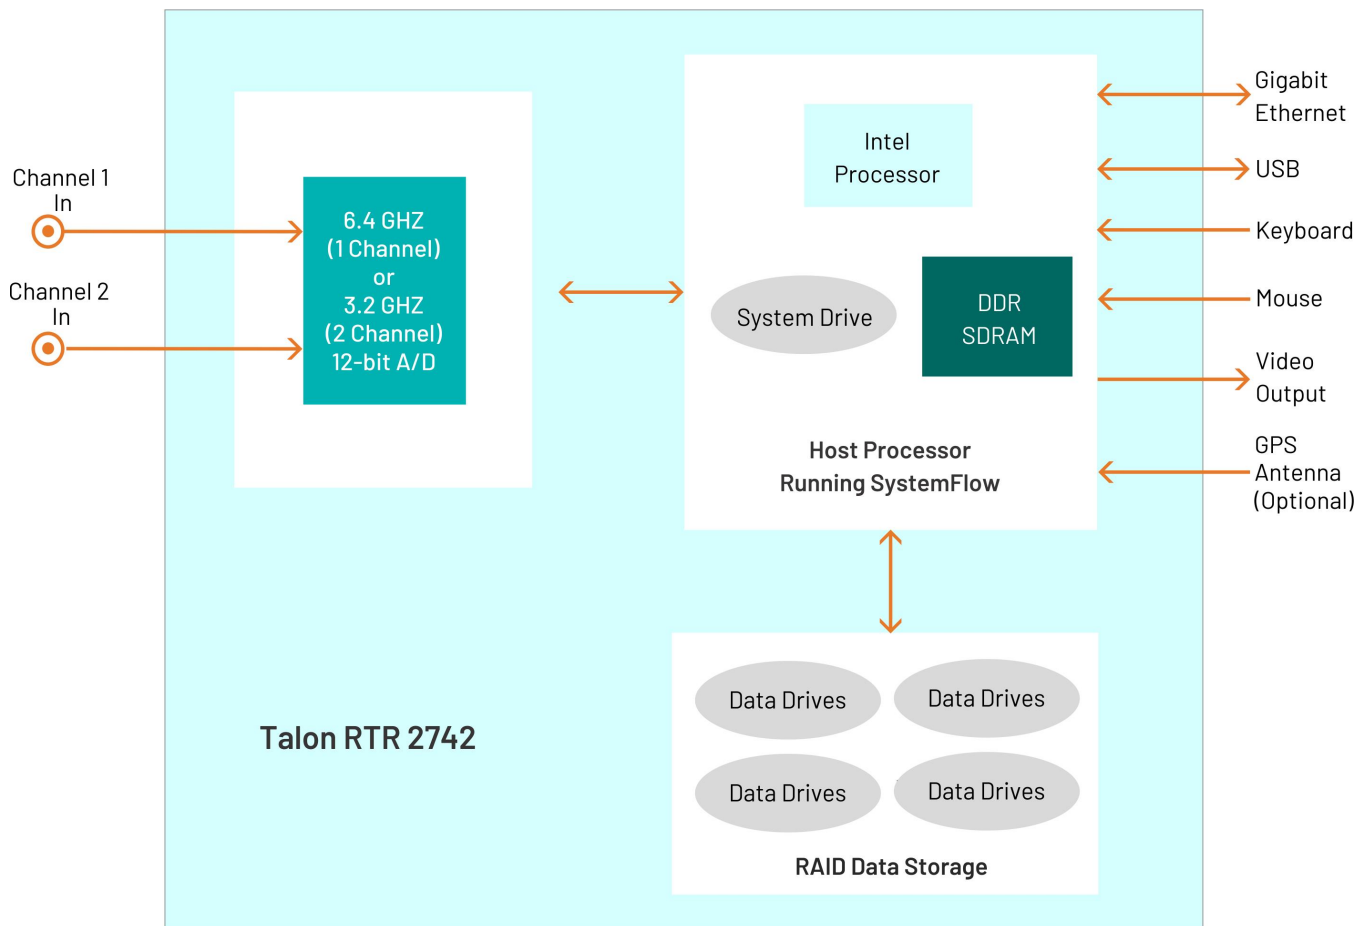 Channel 1
In
Channel 2
In
6.4 GHZ
(1 Channel)
or
3.2 GHZ
(2 Channel)
12-bit A/D
Intel
Processor
System Drive
DDR
SDRAM
Host Processor
Running SystemFlow
Gigabit
Ethernet
USB
Keyboard
Mouse
Video
Output
GPS
Antenna
(Optional)
Talon RTR 2742
Data Drives
Data Drives
Data Drives
Data Drives
RAID Data Storage